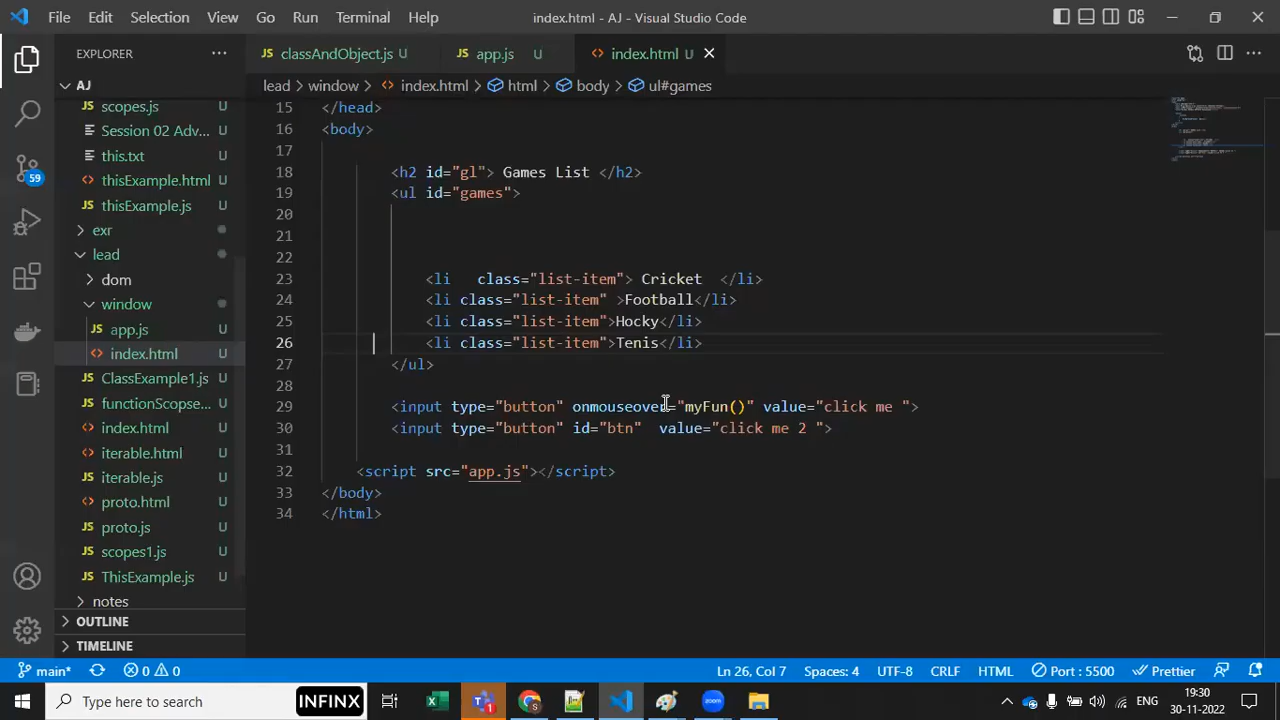 File Edit Selection View Go Run Terminal Help index.html - AJ - Visual Studio Code
EXPLORER
classAndObject.js U app.js U index.html U
AJ
lead > window > index.html > html > body > ul#games
scopes.js U
Session 02 Adv... U
this.txt U
thisExample.html U
thisExample.js U
exr
lead
dom
window
app.js U
index.html U
ClassExample1.js U
functionScopse... U
index.html U
iterable.html U
iterable.js U
proto.html U
proto.js U
scopes1.js U
ThisExample.js U
notes
OUTLINE
TIMELINE
59
15 </head>
16 <body>
17
18 <h2 id="gl"> Games List </h2>
19 <ul id="games">
20
21
22
23 <li   class="list-item"> Cricket  </li>
24 <li class="list-item" >Football</li>
25 <li class="list-item">Hocky</li>
26 <li class="list-item">Tenis</li>
27 </ul>
28
29 <input type="button" onmouseover="myFun()" value="click me ">
30 <input type="button" id="btn"  value="click me 2 ">
31
32 <script src="app.js"></script>
33 </body>
34 </html>
main* 0 0 Ln 26, Col 7 Spaces: 4 UTF-8 CRLF HTML Port : 5500 Prettier
Type here to search INFINX zoom ENG 19:30
30-11-2022